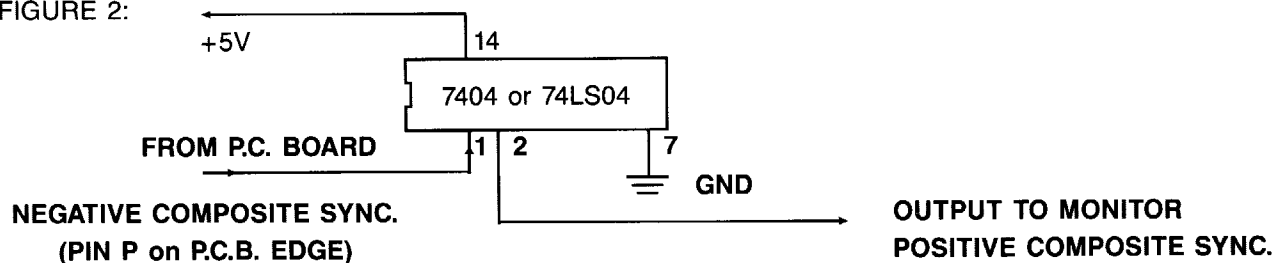 FIGURE 2:
+5V
14
7404 or 74LS04
FROM P.C. BOARD
1
2
7
GND
NEGATIVE COMPOSITE SYNC.
(PIN P on P.C.B. EDGE)
OUTPUT TO MONITOR
POSITIVE COMPOSITE SYNC.